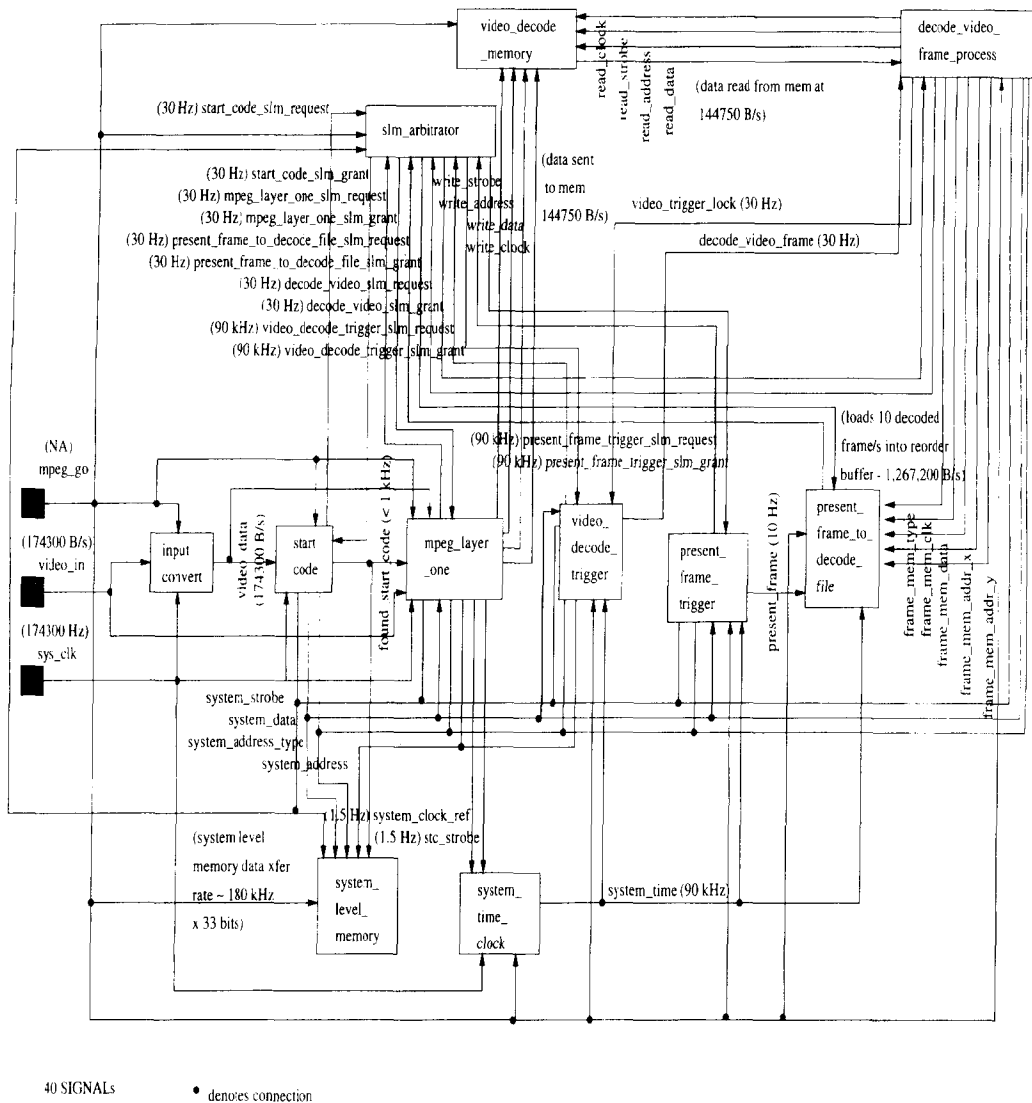 video_decode
_memory
decode_video_
frame_process
read_clock
read_strobe
read_address
read_data
(data read from mem at
144750 B/s)
(30 Hz) start_code_slm_request
slm_arbitrator
(30 Hz) start_code_slm_grant
(30 Hz) mpeg_layer_one_slm_request
(30 Hz) mpeg_layer_one_slm_grant
(30 Hz) present_frame_to_decoce_file_slm_request
(30 Hz) present_frame_to_decode_file_slm_grant
(30 Hz) decode_video_slm_request
(30 Hz) decode_video_slm_grant
(90 kHz) video_decode_trigger_slm_request
(90 kHz) video_decode_trigger_slm_grant
write_strobe
write_address
write_data
write_clock
(data sent
to mem
144750 B/s)
video_trigger_lock (30 Hz)
decode_video_frame (30 Hz)
(90 kHz) present_frame_trigger_slm_request
(90 kHz) present_frame_trigger_slm_grant
(loads 10 decoded
frame/s into reorder
buffer - 1,267,200 B/s)
(NA)
mpeg_go
(174300 B/s)
video_in
(174300 Hz)
sys_clk
input
convert
video_data
(174300 B/s)
start
code
found_start_code (< 1 kHz)
mpeg_layer
_one
video_
decode_
trigger
present_
frame_
trigger
present_frame (10 Hz)
present_
frame_to_
decode_
file
frame_mem_type
frame_mem_clk
frame_mem_data
frame_mem_addr_x
frame_mem_addr_y
system_strobe
system_data
system_address_type
system_address
(1.5 Hz) system_clock_ref
(1.5 Hz) stc_strobe
(system level
memory data xfer
rate ~ 180 kHz
x 33 bits)
system_
level_
memory
system_
time_
clock
system_time (90 kHz)
40 SIGNALs
denotes connection